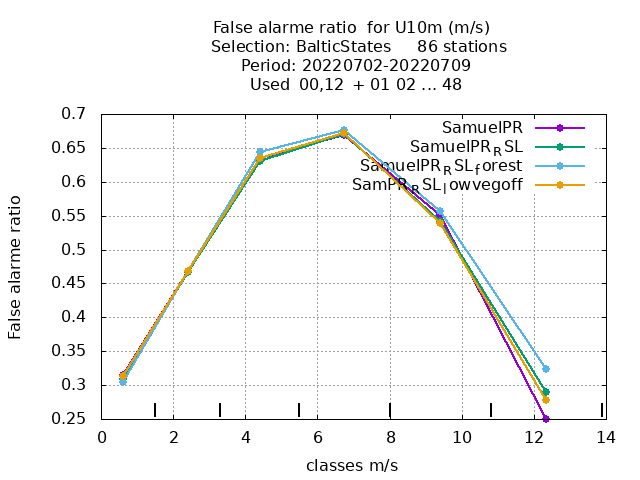 False alarme ratio  for U10m (m/s)
Selection: BalticStates     86 stations
Period: 20220702-20220709
Used  00,12  + 01 02 ... 48
SamuelPR
SamuelPR_RSL
SamuelPR_RSL_forest
SamPR_RSL_lowvegoff
0.7
0.65
0.6
0.55
0.5
0.45
0.4
0.35
0.3
0.25
False alarme ratio
0 2 4 6 8 10 12 14
classes m/s